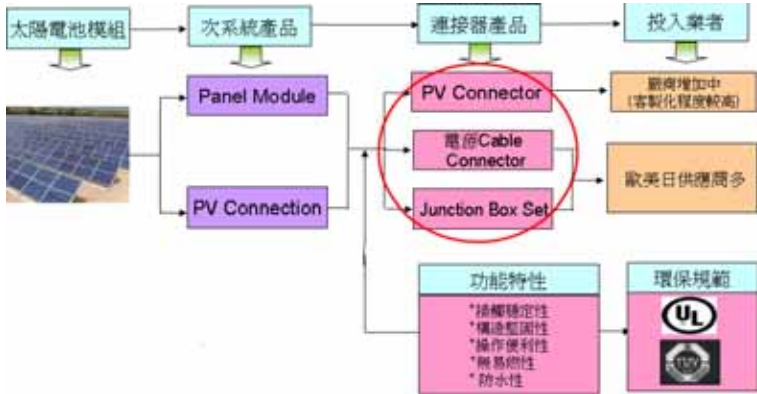 太陽電池模組
次系統產品
連接器產品
投入業者
Panel Module
PV Connection
PV Connector
電源Cable
Connector
Junction Box Set
廠商增加中
(客製化程度較高)
歐美日供應商多
功能特性
*接觸穩定性
*構造堅固性
*操作便利性
*無易燃性
* 防水性
環保規範
UL
TUV